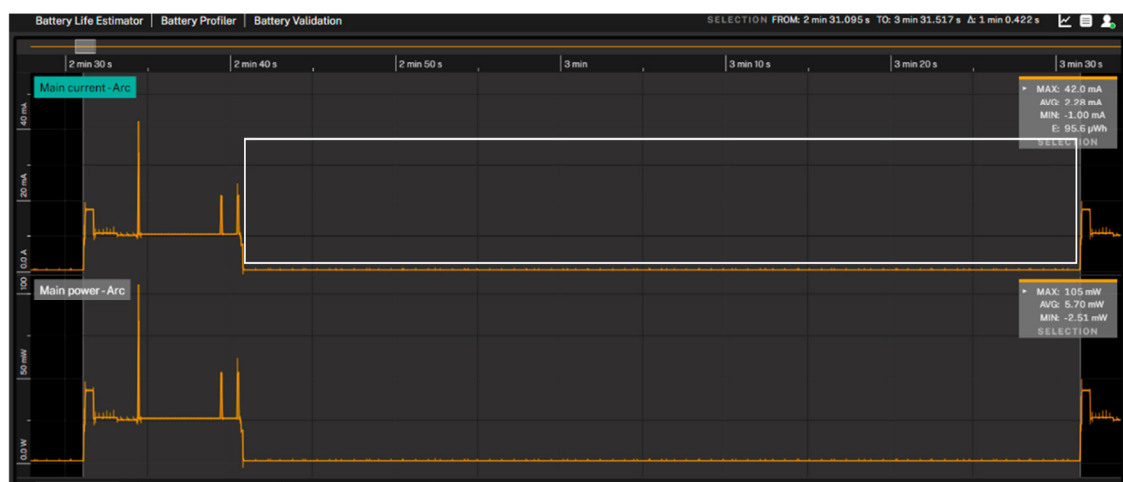 Battery Life Estimator | Battery Profiler | Battery Validation
SELECTION FROM: 2 min 31.095 s TO: 3 min 31.517 s Δ: 1 min 0.422 s
2 min 30 s 2 min 40 s 2 min 50 s 3 min 3 min 10 s 3 min 20 s 3 min 30 s
Main current - Arc
MAX: 42.0 mA
AVG: 2.28 mA
MIN: -1.00 mA
E: 95.6 µWh
SELECTION
40 mA
20 mA
0.0 A
Main power - Arc
MAX: 105 mW
AVG: 5.70 mW
MIN: -2.51 mW
SELECTION
100
50 mW
0.0 W